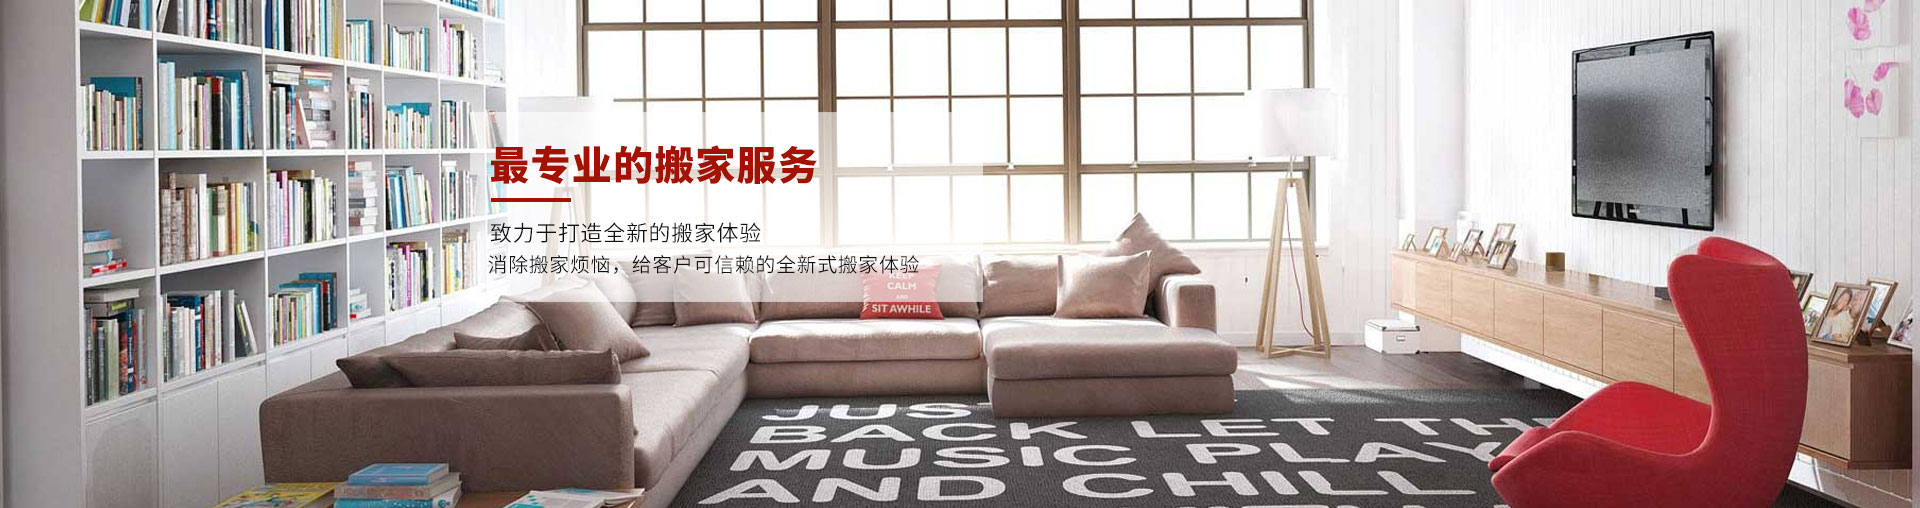 最专业的搬家服务
致力于打造全新的搬家体验
消除搬家烦恼，给客户可信赖的全新式搬家体验
KEEP
CALM
AND
SIT AWHILE
BACK LET
MUSIC PLAY
AND CHILL